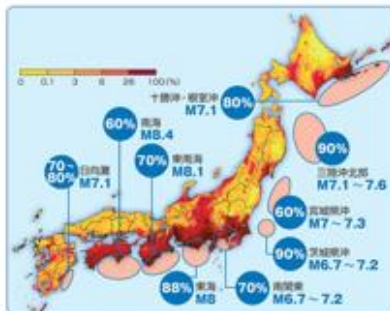 0 0.1 3 6 26 100(%)
十勝沖・根室沖
M7.1
80%
60%
南海
M8.4
70~
80%
日向灘
M7.1
70%
東南海
M8.1
90%
三陸沖北部
M7.1~7.6
60%
宮城県沖
M7~7.3
90%
茨城県沖
M6.7~7.2
88%
東海
M8
70%
南関東
M6.7~7.2